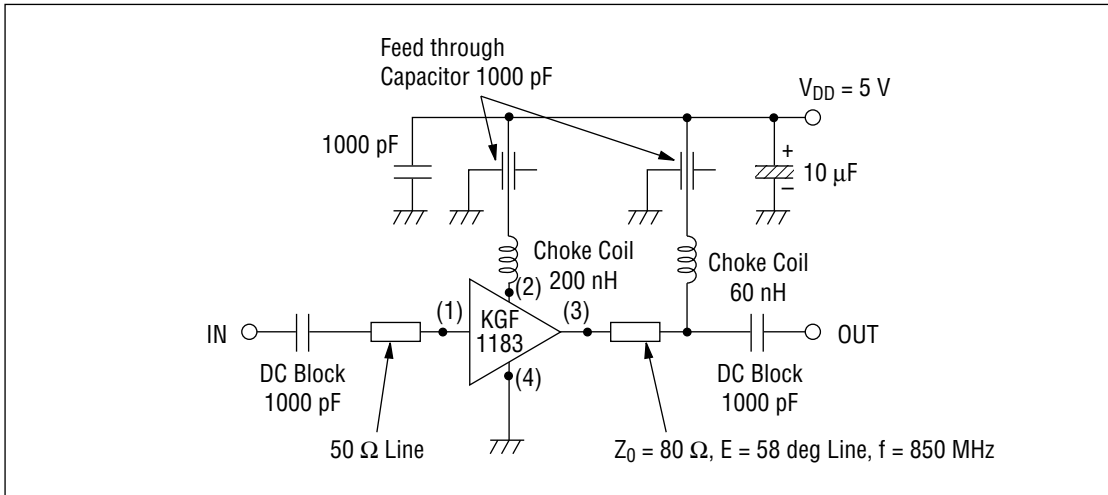 Feed through
Capacitor 1000 pF
V_DD = 5 V
1000 pF
+
10 µF
−
Choke Coil
200 nH
Choke Coil
60 nH
(2)
(1)
KGF
1183
(3)
IN
OUT
DC Block
1000 pF
(4)
DC Block
1000 pF
50 Ω Line
Z_0 = 80 Ω, E = 58 deg Line, f = 850 MHz